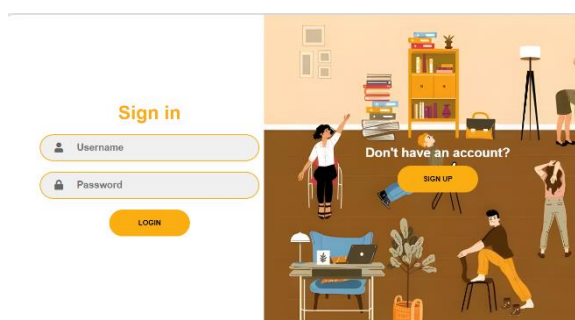 Sign in
Username
Password
LOGIN
Don't have an account?
SIGN UP